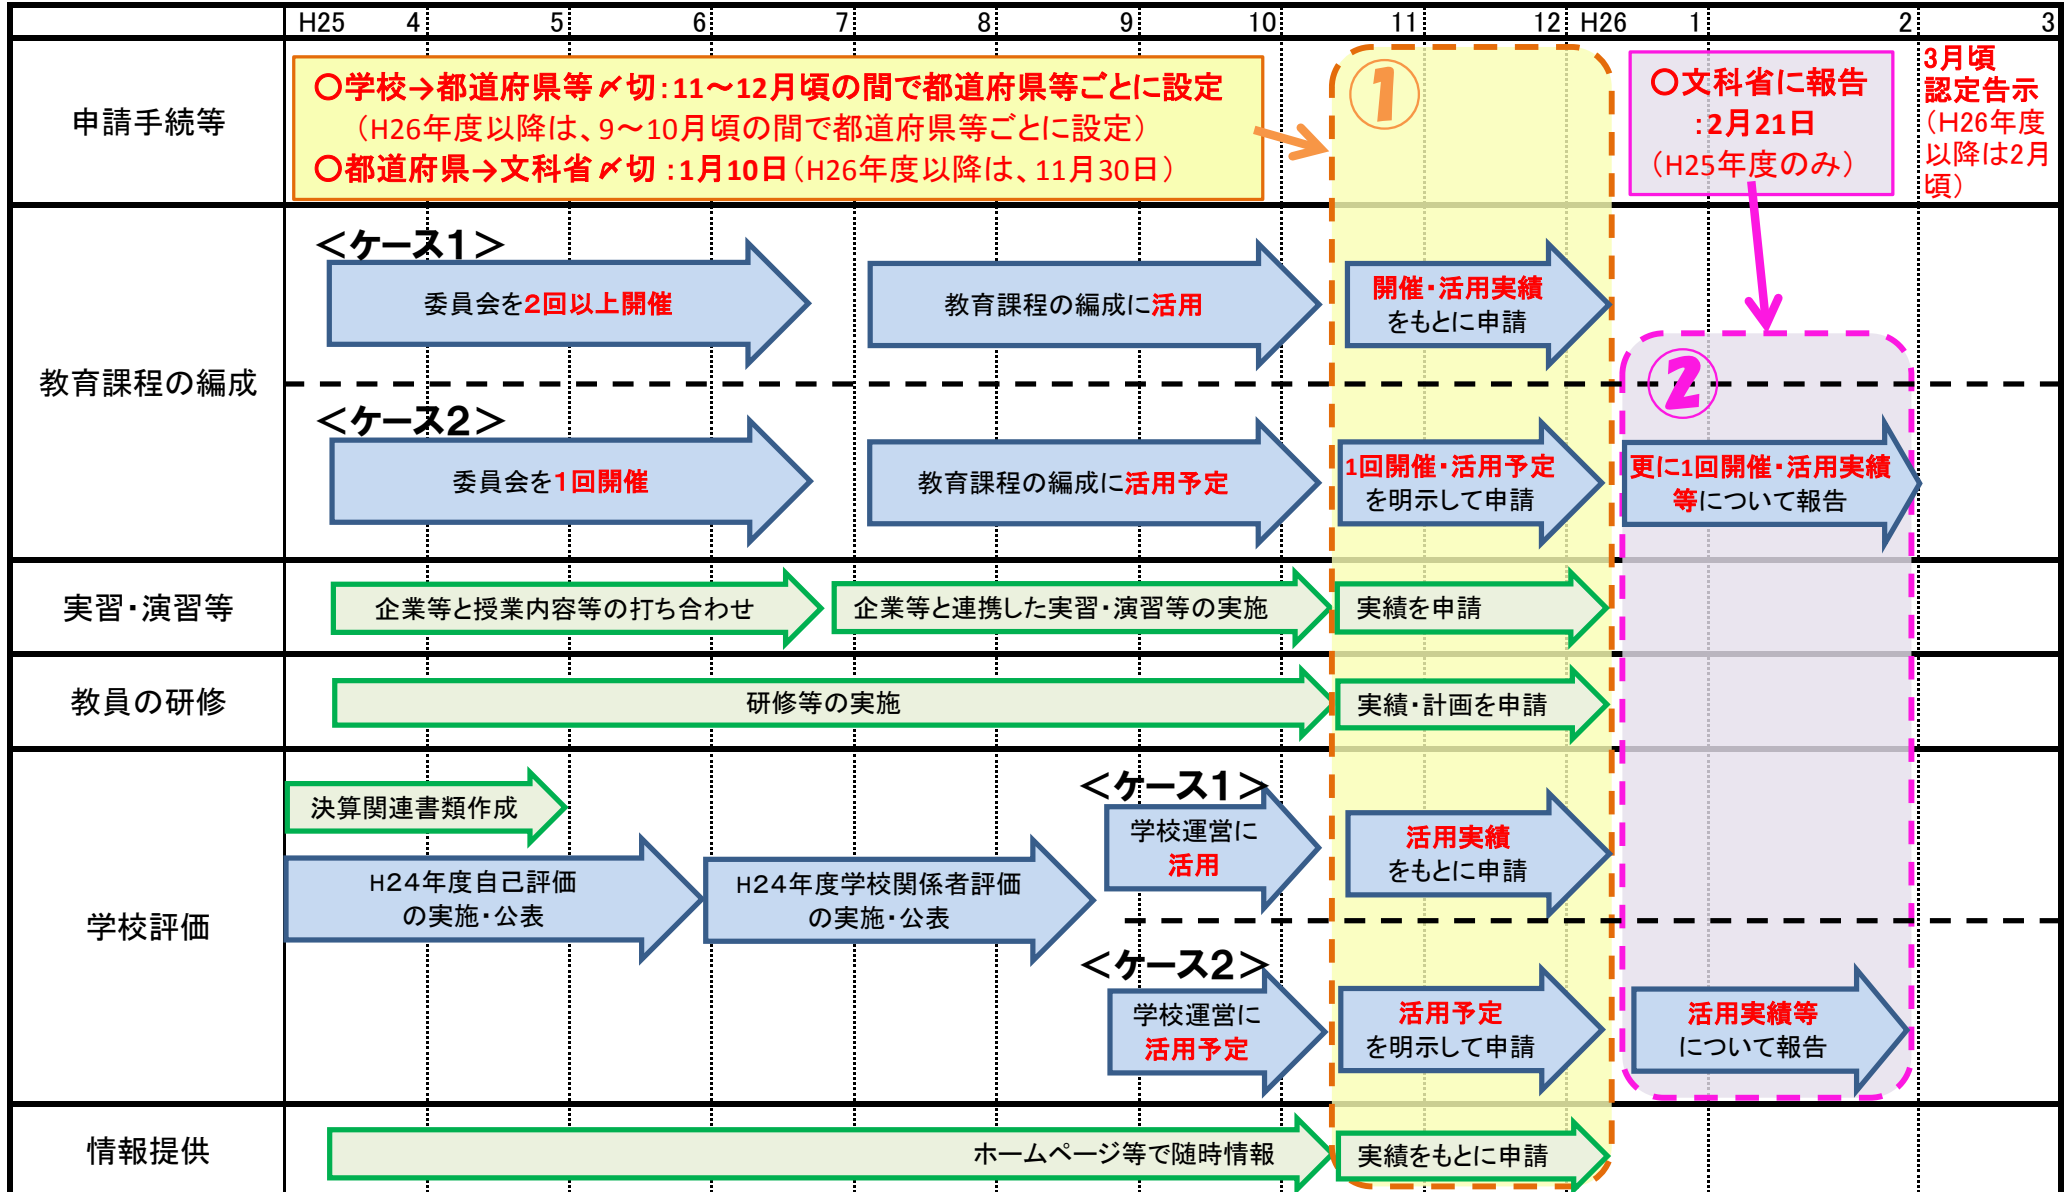 H25 4 5 6 7 8 9 10 11 12 H26 1 2 3
申請手続等
○学校→都道府県等〆切:11～12月頃の間で都道府県等ごとに設定
（H26年度以降は、9～10月頃の間で都道府県等ごとに設定）
○都道府県→文科省〆切:1月10日（H26年度以降は、11月30日）
①
○文科省に報告
:2月21日
（H25年度のみ）
3月頃
認定告示
（H26年度
以降は2月
頃）
教育課程の編成
＜ケース1＞
委員会を2回以上開催
教育課程の編成に活用
開催・活用実績
をもとに申請
＜ケース2＞
委員会を1回開催
教育課程の編成に活用予定
1回開催・活用予定
を明示して申請
②
更に1回開催・活用実績
等について報告
実習・演習等
企業等と授業内容等の打ち合わせ
企業等と連携した実習・演習等の実施
実績を申請
教員の研修
研修等の実施
実績・計画を申請
学校評価
決算関連書類作成
H24年度自己評価
の実施・公表
H24年度学校関係者評価
の実施・公表
＜ケース1＞
学校運営に
活用
活用実績
をもとに申請
＜ケース2＞
学校運営に
活用予定
活用予定
を明示して申請
活用実績等
について報告
情報提供
ホームページ等で随時情報
実績をもとに申請